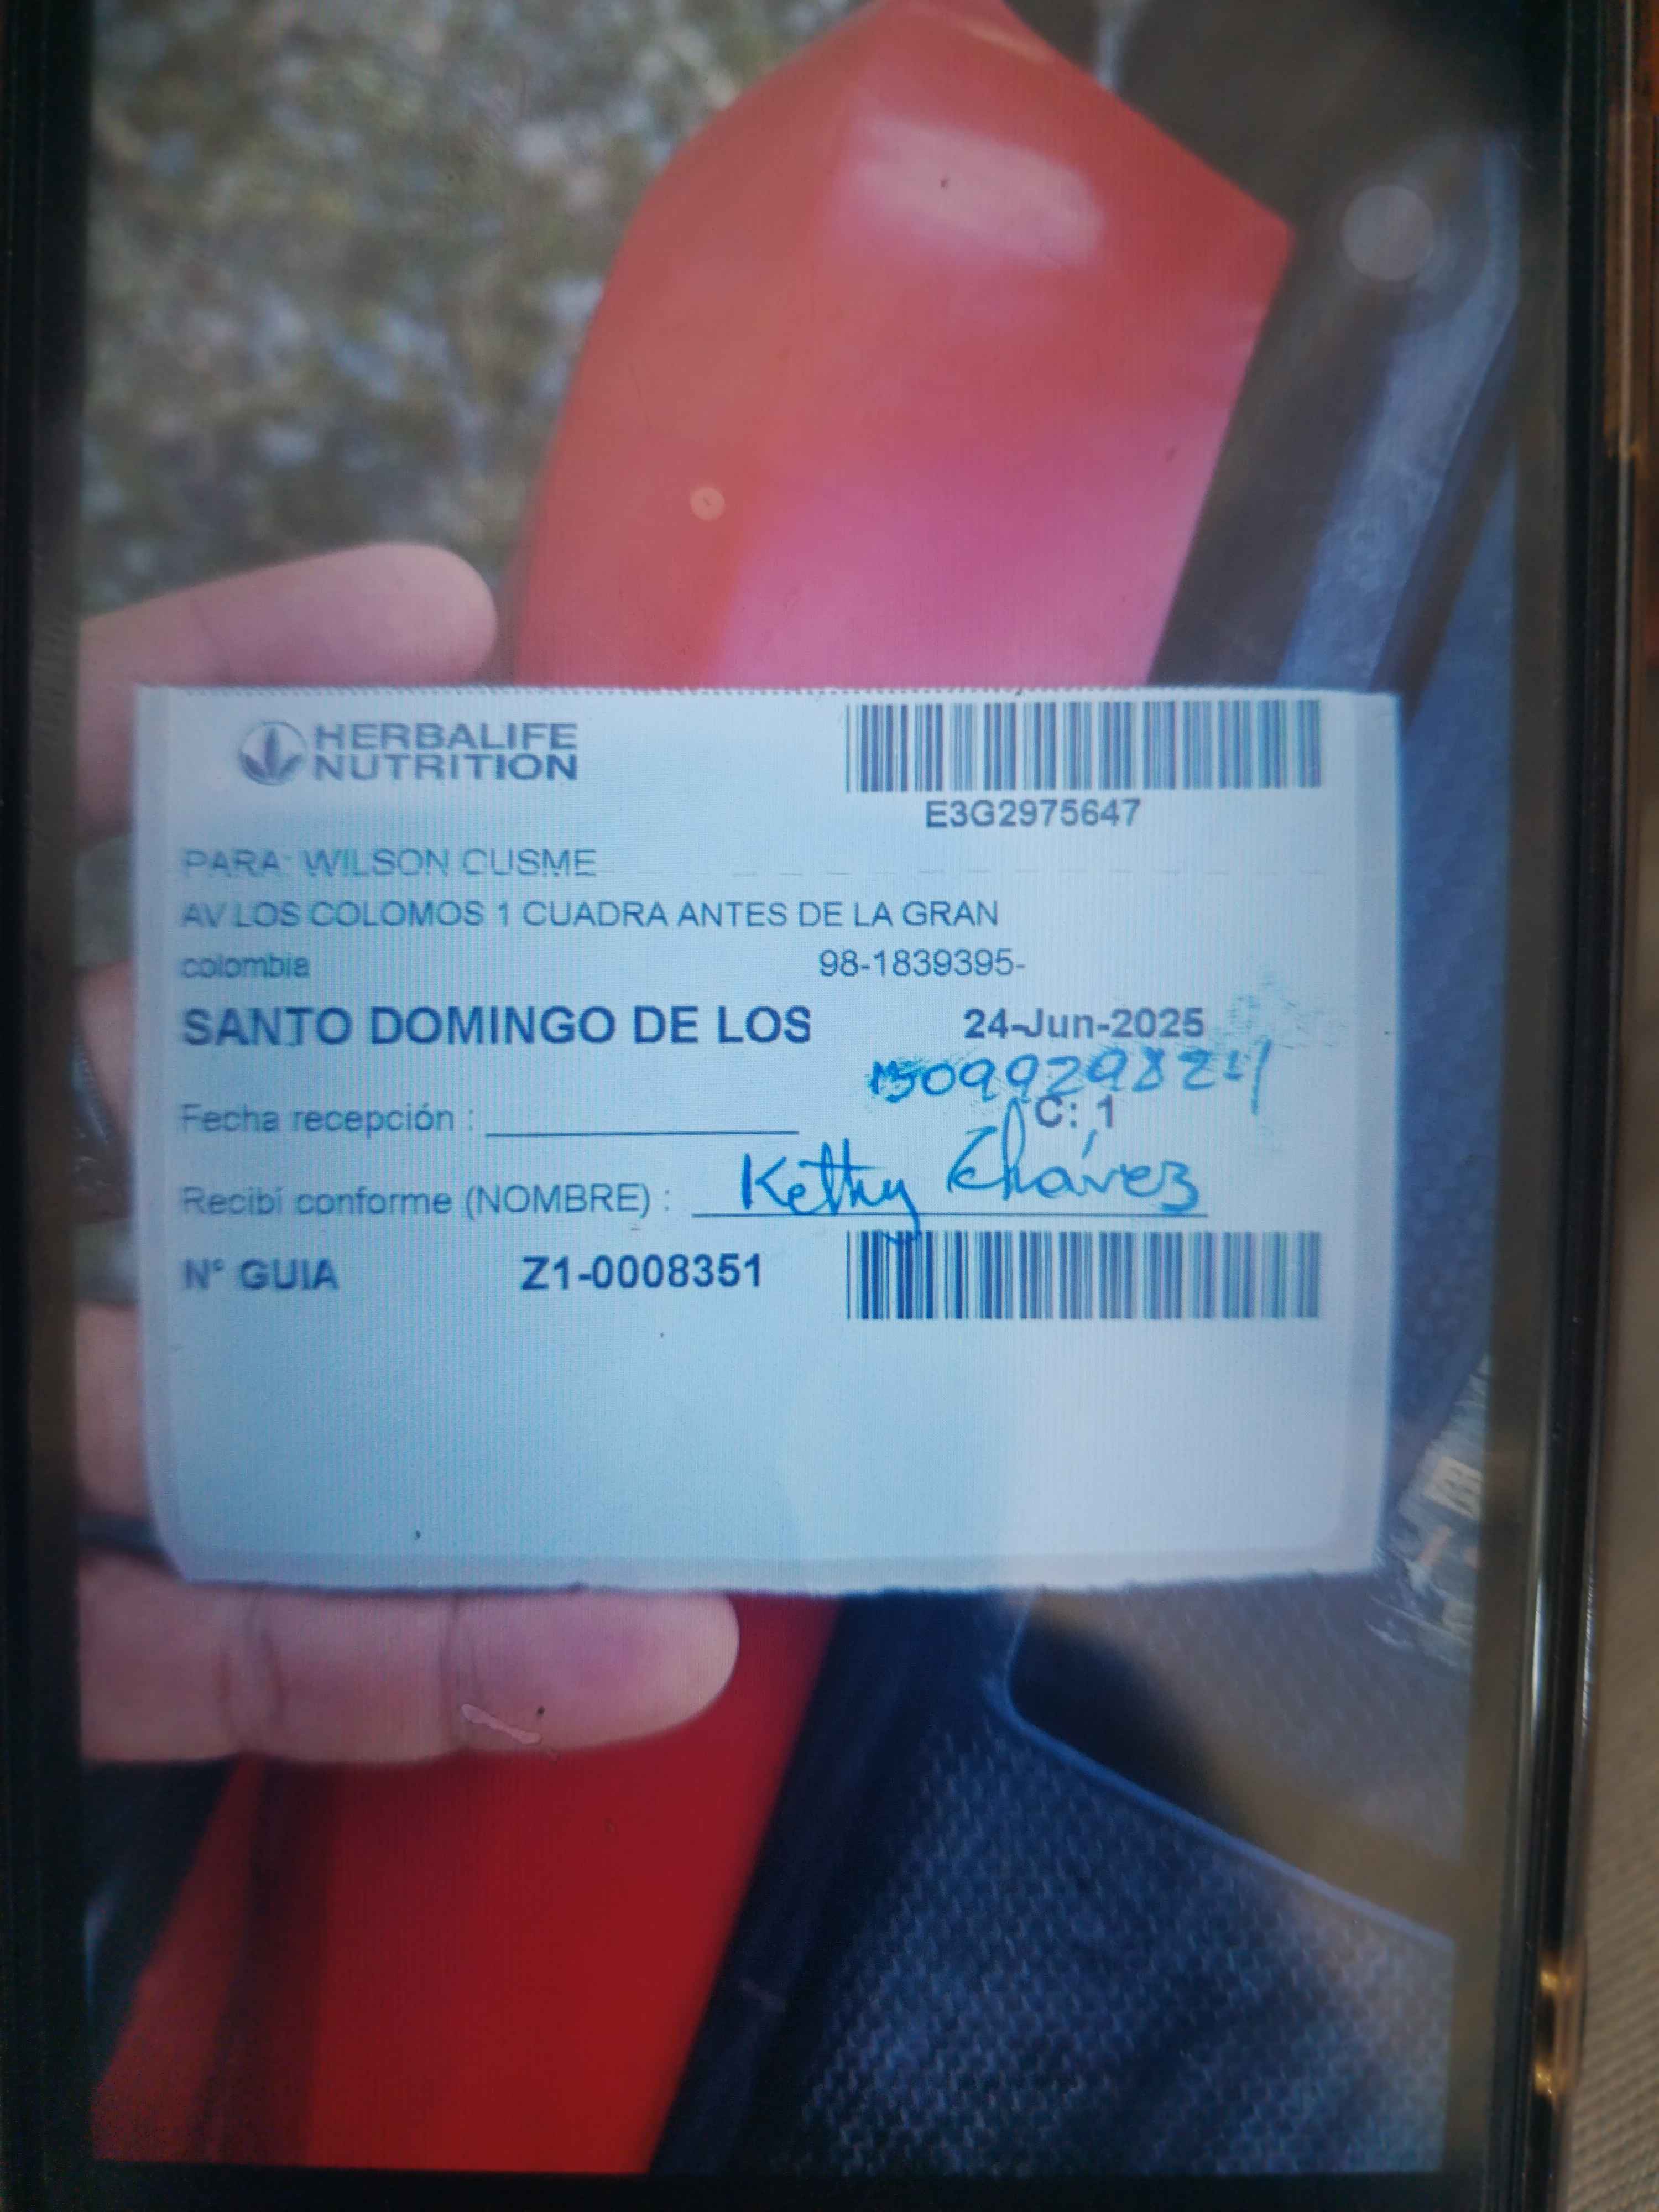 HERBALIFE
NUTRITION
E3G2975647
PARA: WILSON CUSME
AV LOS COLOMOS 1 CUADRA ANTES DE LA GRAN
colombia 98-1839395-
SANTO DOMINGO DE LOS 24-Jun-2025
Fecha recepción : C: 1
Recibí conforme (NOMBRE) : Kethy Chávez
N° GUIA Z1-0008351